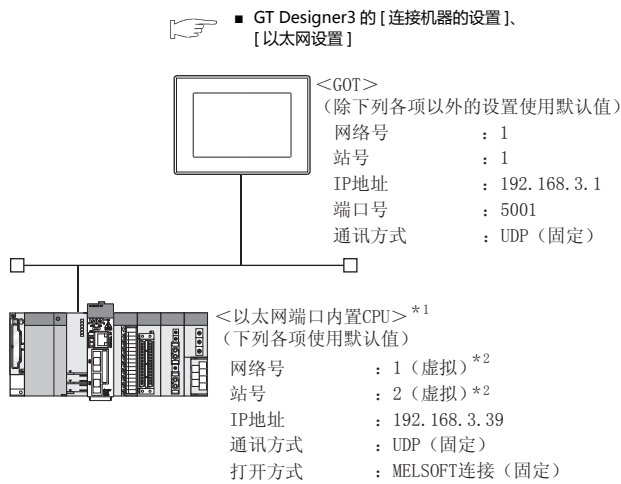 ■ GT Designer3 的 [ 连接机器的设置 ]、
[ 以太网设置 ]
＜GOT＞
（除下列各项以外的设置使用默认值）
网络号 ：1
站号 ：1
IP地址 ：192.168.3.1
端口号 ：5001
通讯方式 ：UDP（固定）
＜以太网端口内置CPU＞*1
（下列各项使用默认值）
网络号 ：1（虚拟）*2
站号 ：2（虚拟）*2
IP地址 ：192.168.3.39
通讯方式 ：UDP（固定）
打开方式 ：MELSOFT连接（固定）